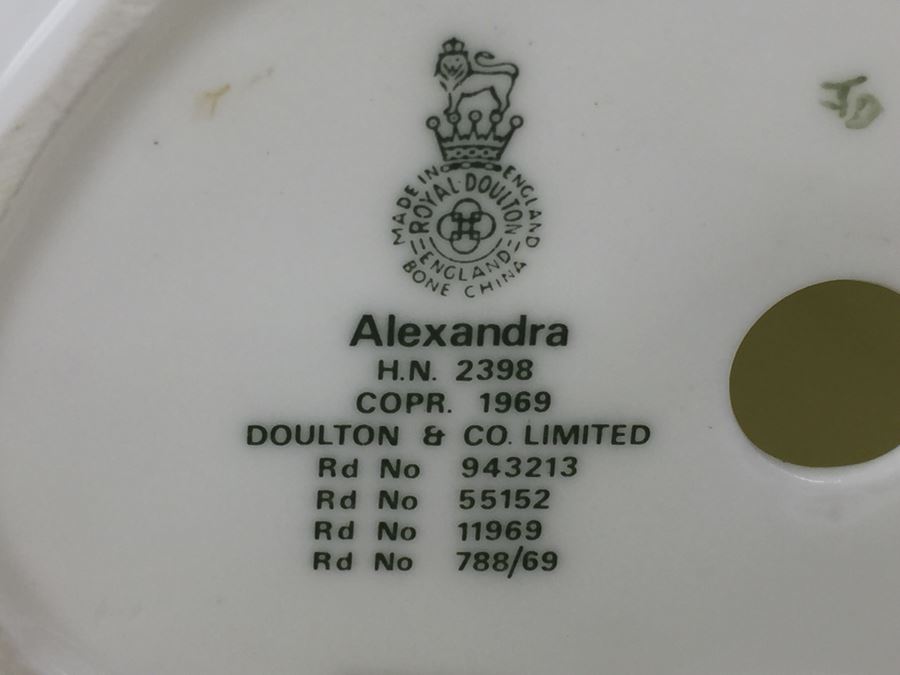 MADE IN ENGLAND
ROYAL·DOULTON
ENGLAND
BONE CHINA
Alexandra
H.N. 2398
COPR. 1969
DOULTON & CO. LIMITED
Rd No 943213
Rd No 55152
Rd No 11969
Rd No 788/69